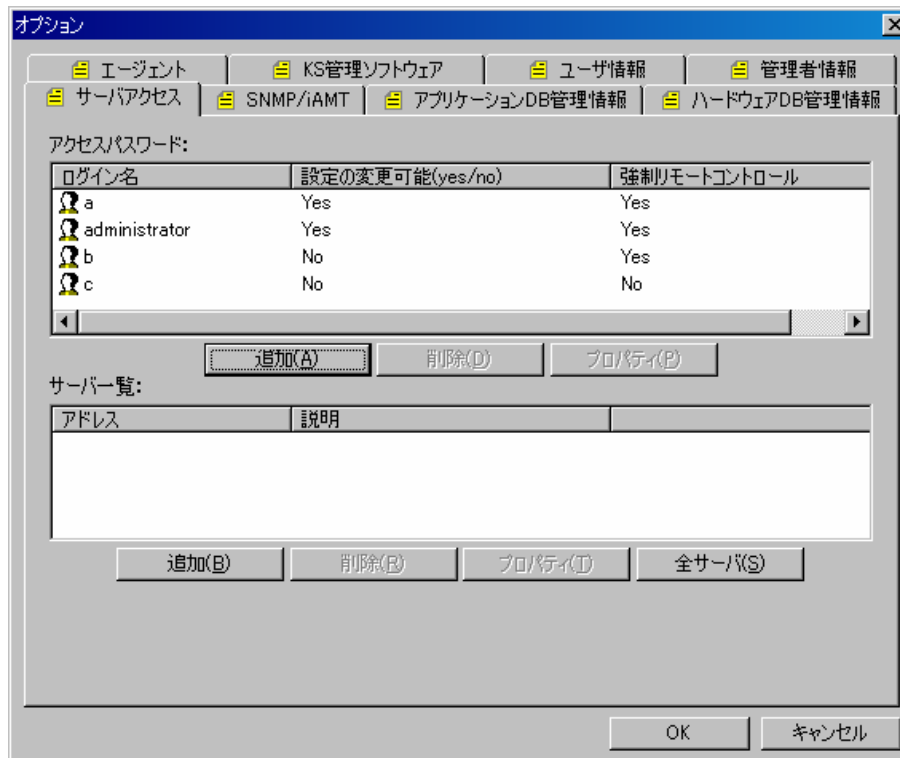 オプション
エージェント KS管理ソフトウェア ユーザ情報 管理者情報
サーバアクセス SNMP/iAMT アプリケーションDB管理情報 ハードウェアDB管理情報
アクセスパスワード:
ログイン名 設定の変更可能(yes/no) 強制リモートコントロール
a Yes Yes
administrator Yes Yes
b No Yes
c No No
追加(A) 削除(D) プロパティ(P)
サーバ一覧:
アドレス 説明
追加(B) 削除(R) プロパティ(T) 全サーバ(S)
OK キャンセル